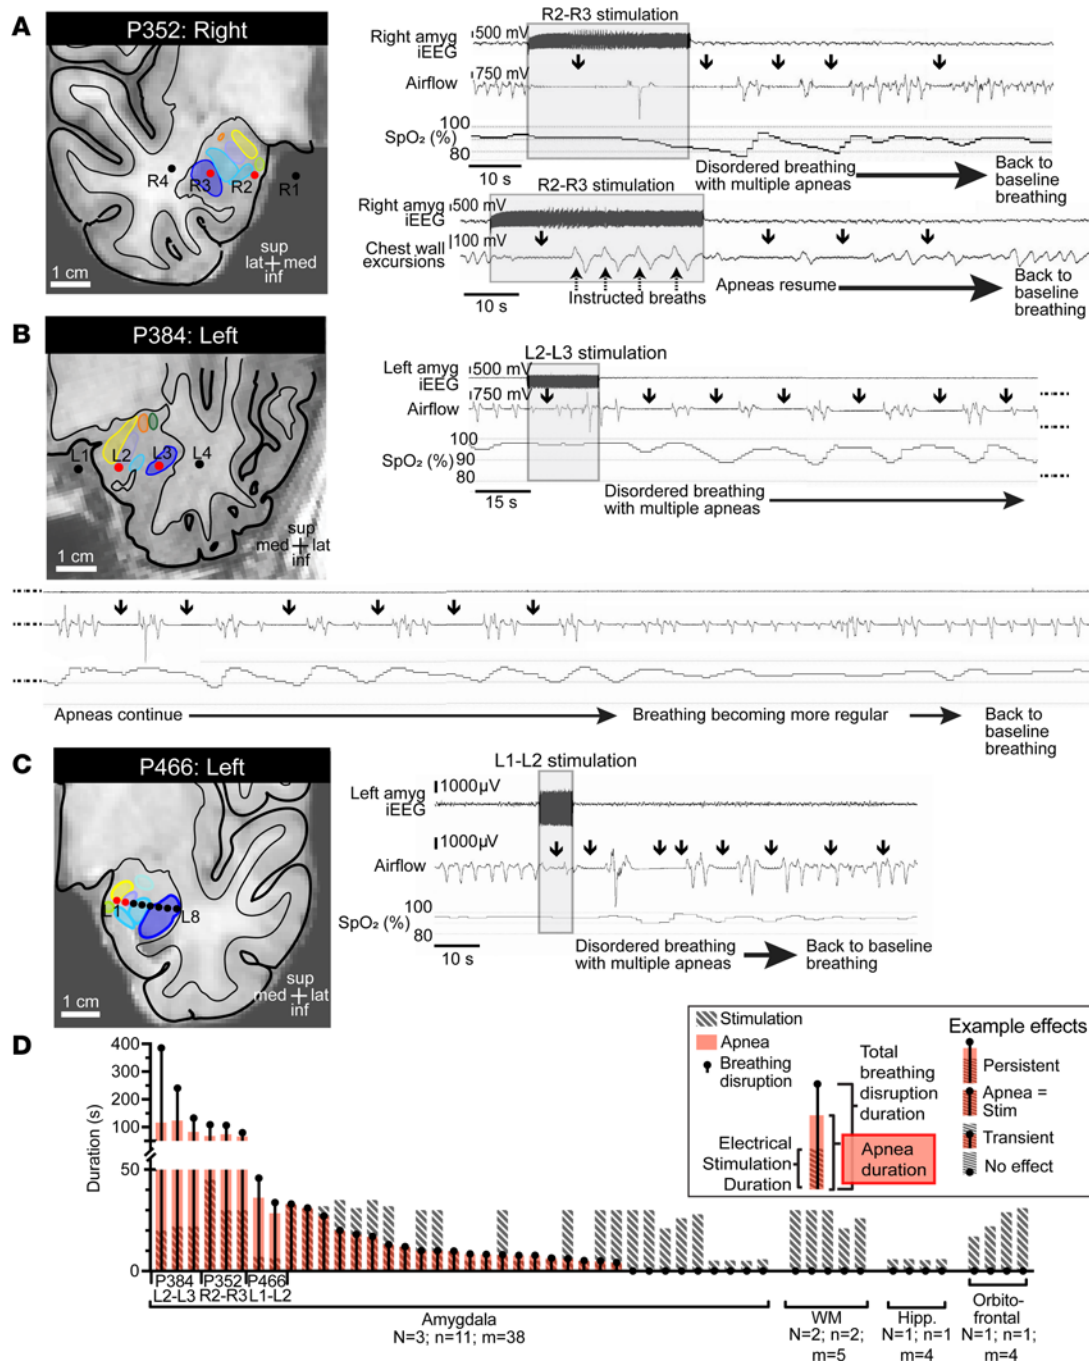 A
P352: Right
R4
R3
R2
R1
sup
lat med
inf
1 cm
R2-R3 stimulation
Right amyg
iEEG
500 mV
Airflow
750 mV
SpO₂ (%)
100
80
10 s
Disordered breathing
with multiple apneas
Back to
baseline
breathing
R2-R3 stimulation
Right amyg
iEEG
500 mV
Chest wall
excursions
100 mV
10 s
Instructed breaths
Apneas resume
Back to
baseline
breathing
B
P384: Left
L1
L2
L3
L4
sup
med lat
inf
1 cm
L2-L3 stimulation
Left amyg
iEEG
500 mV
Airflow
750 mV
SpO₂ (%)
100
90
80
15 s
Disordered breathing
with multiple apneas
Apneas continue
Breathing becoming more regular
Back to
baseline
breathing
C
P466: Left
L1
L8
sup
med lat
inf
1 cm
L1-L2 stimulation
Left amyg
iEEG
1000µV
Airflow
1000µV
SpO₂ (%)
100
80
10 s
Disordered breathing
with multiple apneas
Back to baseline
breathing
D
Duration (s)
400
300
200
100
50
0
P384
L2-L3
P352
R2-R3
P466
L1-L2
Amygdala
N=3; n=11; m=38
WM
N=2; n=2;
m=5
Hipp.
N=1; n=1
m=4
Orbito-
frontal
N=1; n=1;
m=4
Stimulation
Apnea
Breathing
disruption
Electrical
Stimulation
Duration
Total
breathing
disruption
duration
Apnea
duration
Example effects
Persistent
Apnea =
Stim
Transient
No effect